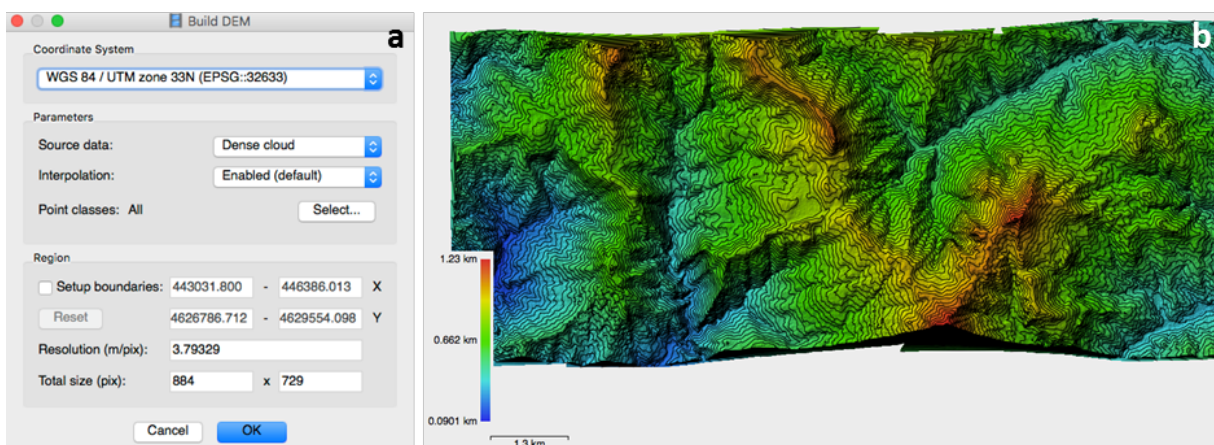 Build DEM
a
Coordinate System
WGS 84 / UTM zone 33N (EPSG::32633)
Parameters
Source data: Dense cloud
Interpolation: Enabled (default)
Point classes: All Select...
Region
Setup boundaries: 443031.800 - 446386.013 X
Reset 4626786.712 - 4629554.098 Y
Resolution (m/pix): 3.79329
Total size (pix): 884 x 729
Cancel OK
b
1.23 km
0.662 km
0.0901 km
1.3 km